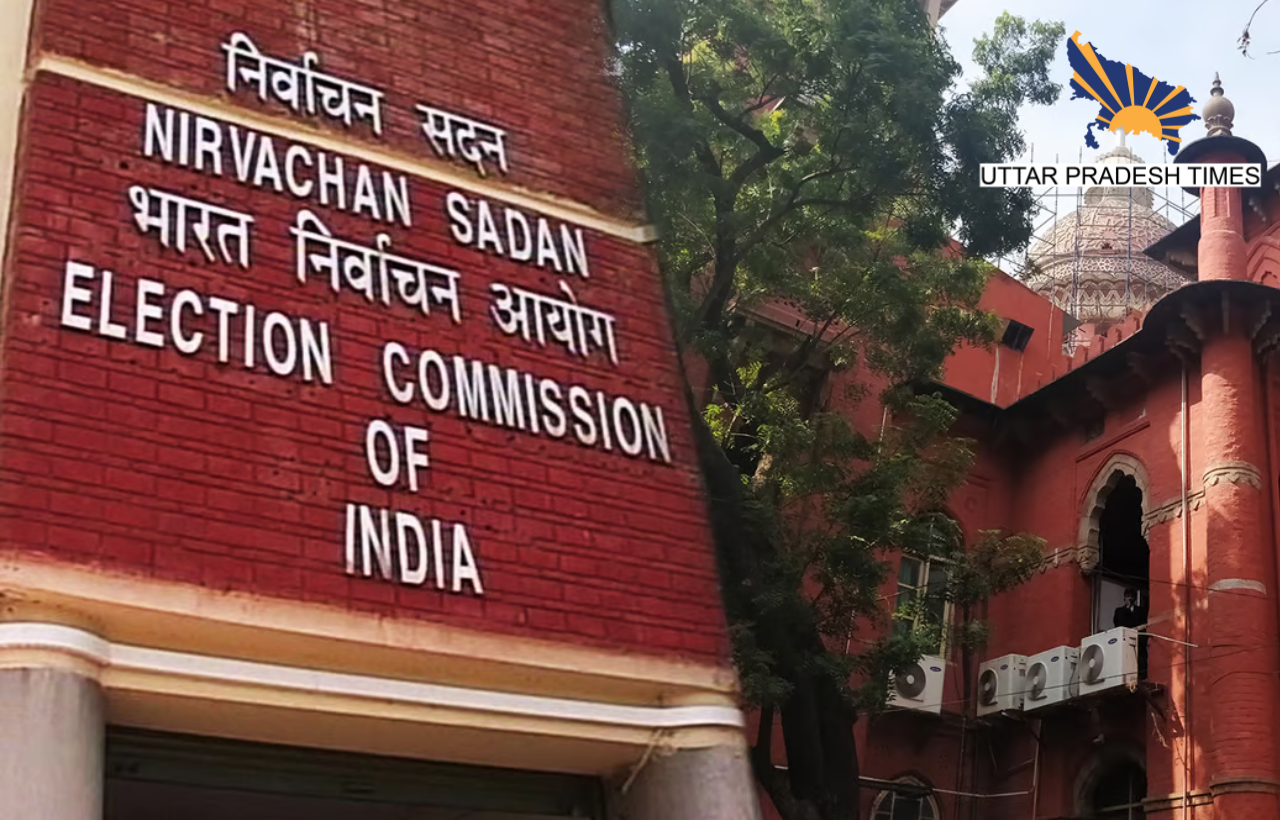 निर्वाचन सदन
NIRVACHAN SADAN
भारत निर्वाचन आयोग
ELECTION COMMISSION
OF
INDIA
UTTAR PRADESH TIMES